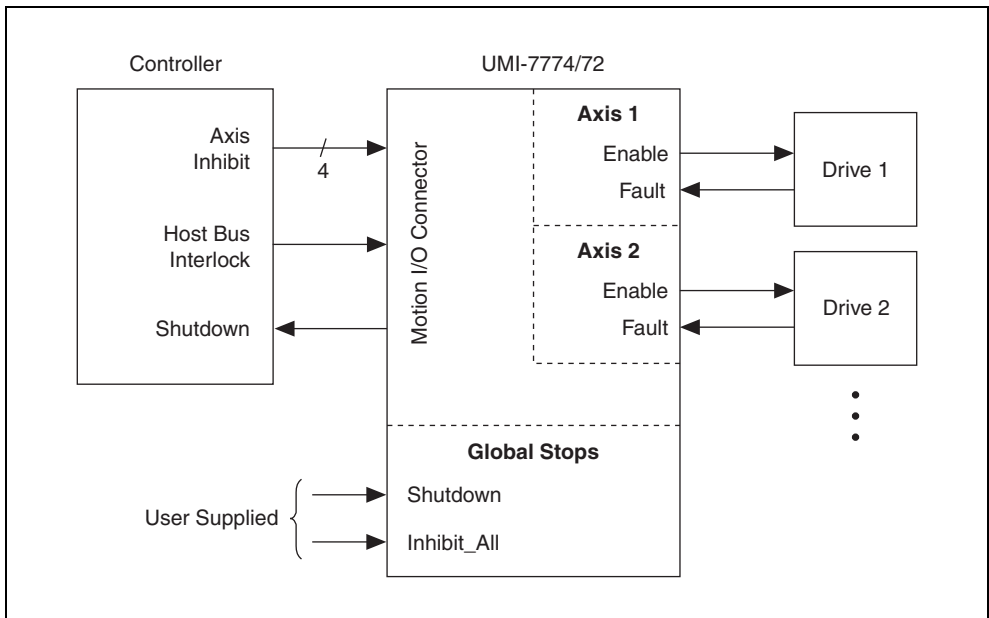 Controller
UMI-7774/72
Axis
Inhibit
4
Host Bus
Interlock
Shutdown
Motion I/O Connector
Axis 1
Enable
Fault
Drive 1
Axis 2
Enable
Fault
Drive 2
Global Stops
User Supplied
Shutdown
Inhibit_All